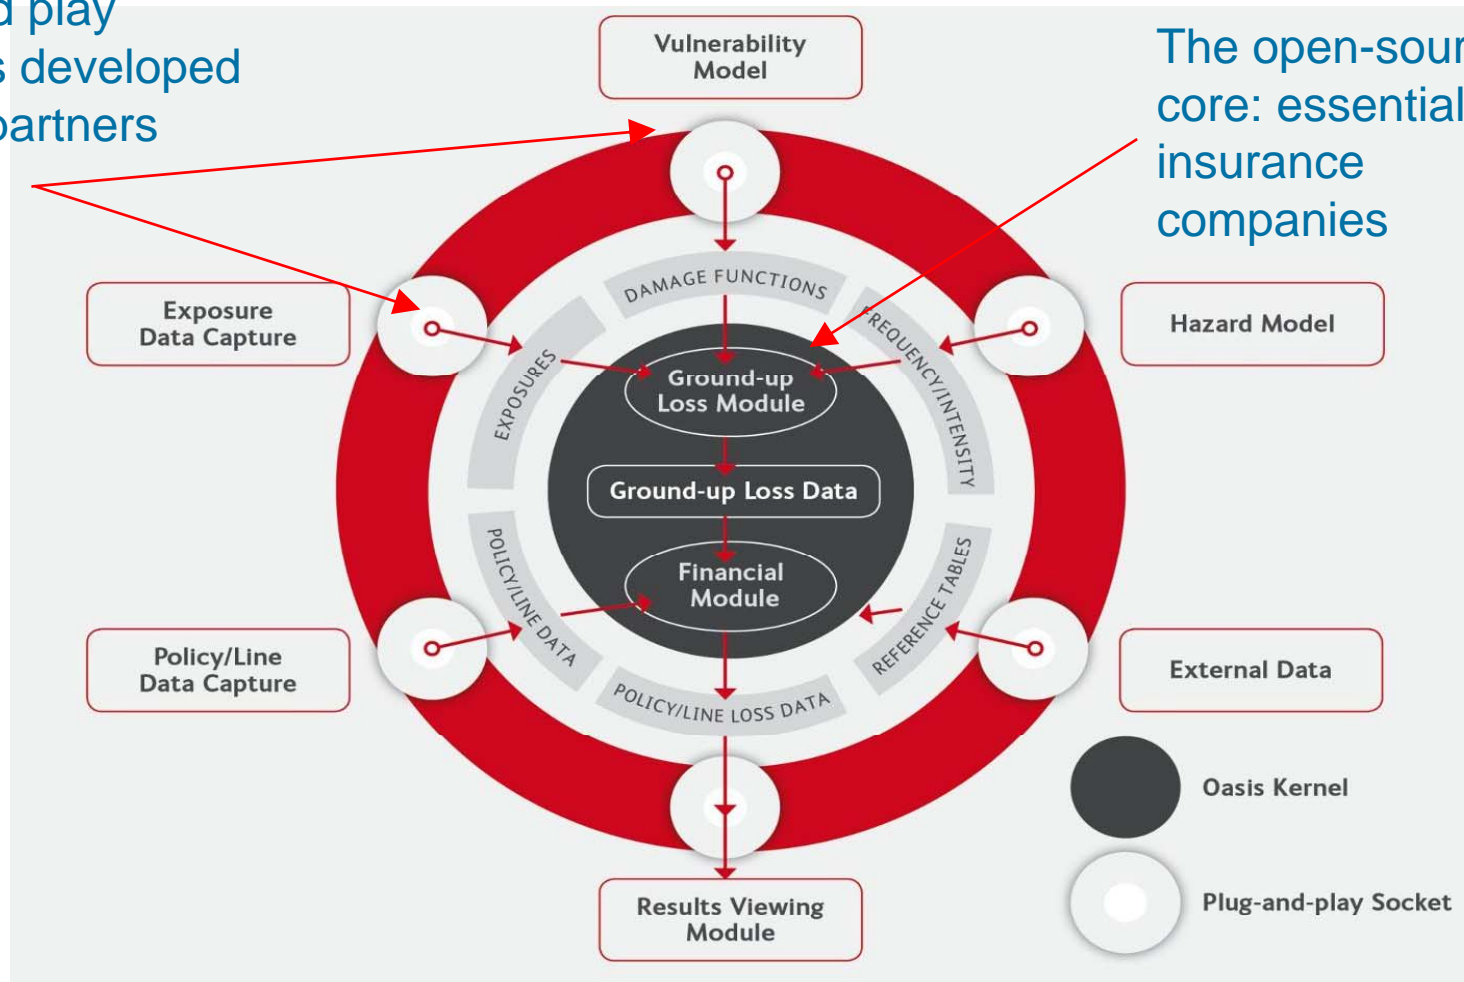 d play
s developed
partners
The open-sour
core: essential
insurance
companies
Vulnerability
Model
Exposure
Data Capture
Hazard Model
DAMAGE FUNCTIONS
EXPOSURES
FREQUENCY/INTENSITY
Ground-up
Loss Module
Ground-up Loss Data
Financial
Module
POLICY/LINE DATA
REFERENCE TABLES
POLICY/LINE LOSS DATA
Policy/Line
Data Capture
External Data
Oasis Kernel
Plug-and-play Socket
Results Viewing
Module